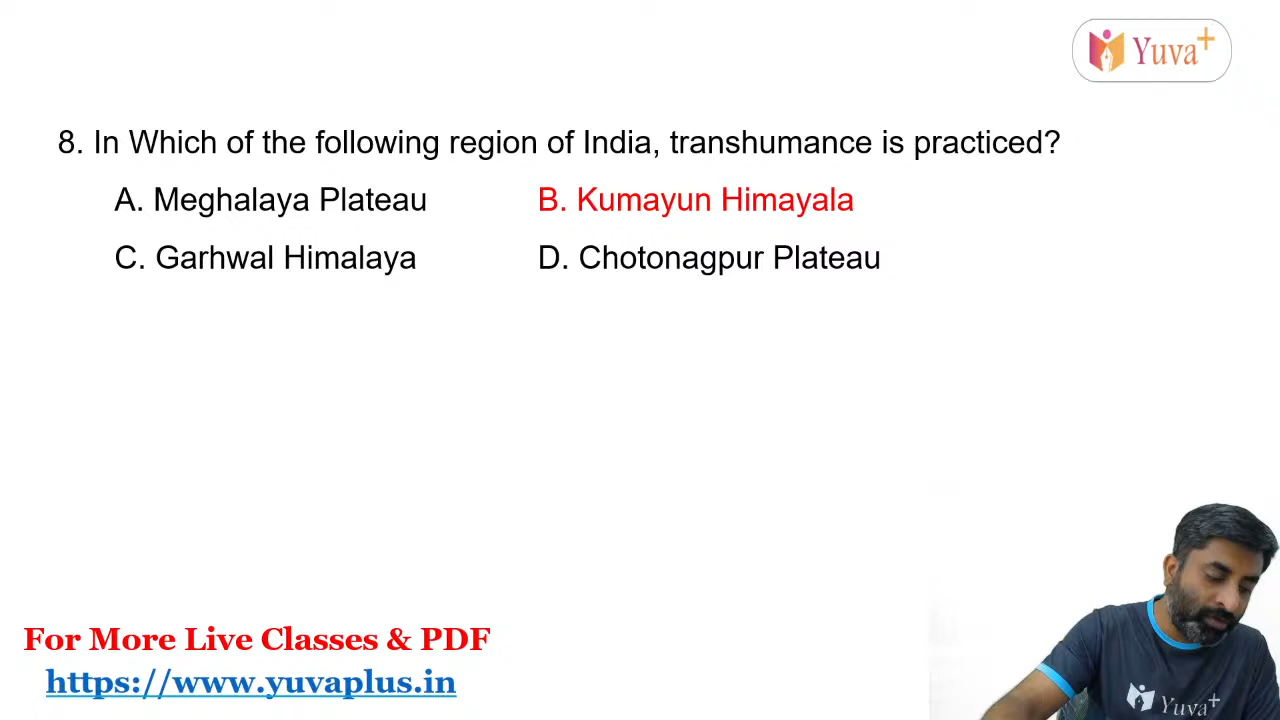 Yuva+
8. In Which of the following region of India, transhumance is practiced?
A. Meghalaya Plateau B. Kumayun Himayala
C. Garhwal Himalaya D. Chotonagpur Plateau
For More Live Classes & PDF
https://www.yuvaplus.in
Yuva+